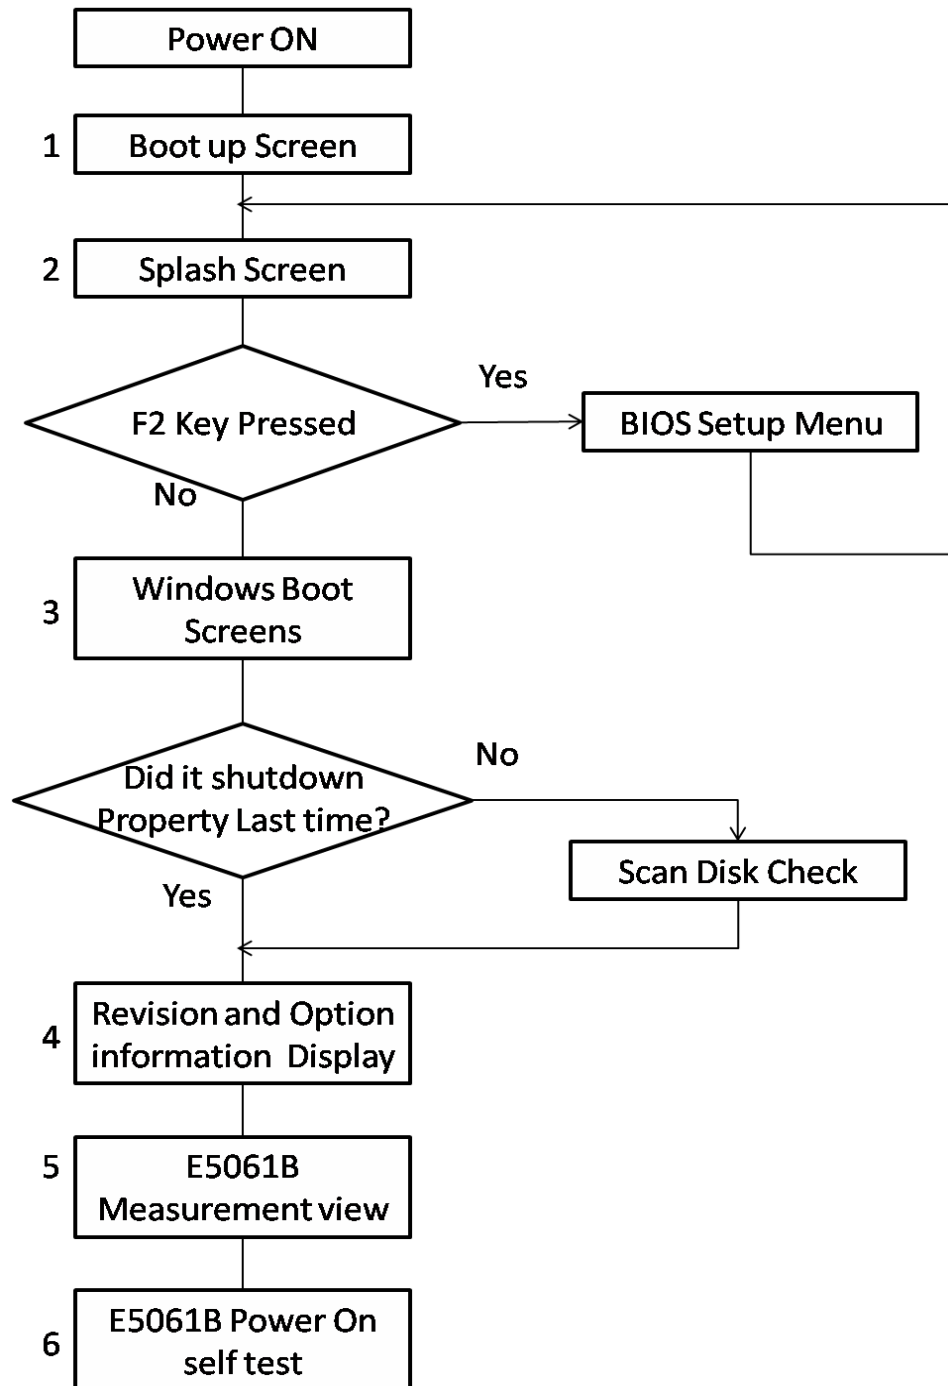 Power ON
1
Boot up Screen
2
Splash Screen
Yes
F2 Key Pressed
BIOS Setup Menu
No
3
Windows Boot
Screens
No
Did it shutdown
Property Last time?
Scan Disk Check
Yes
4
Revision and Option
information Display
5
E5061B
Measurement view
6
E5061B Power On
self test